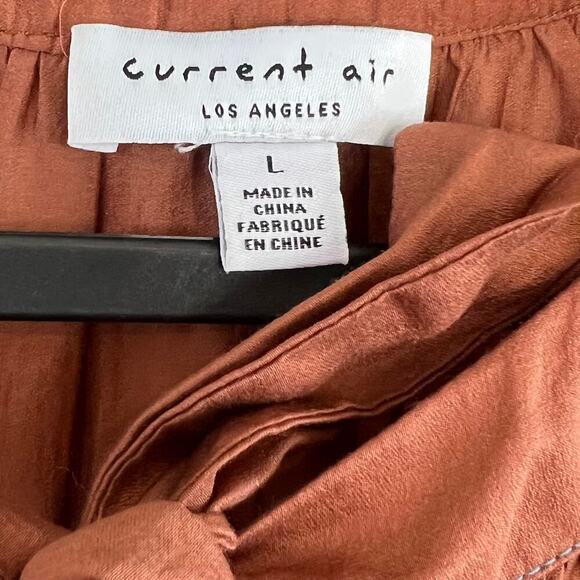 current air
LOS ANGELES
L
MADE IN
CHINA
FABRIQUÉ
EN CHINE